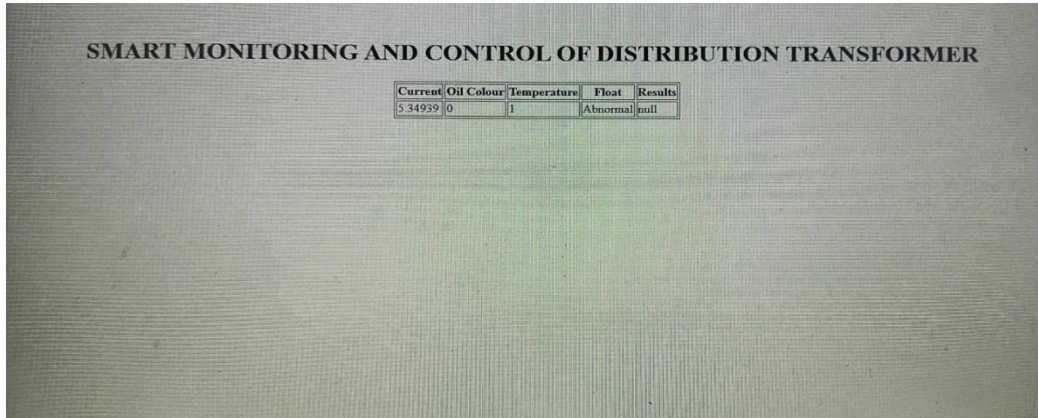 SMART MONITORING AND CONTROL OF DISTRIBUTION TRANSFORMER
Current Oil Colour Temperature Float Results
5.34939 0 1 Abnormal null